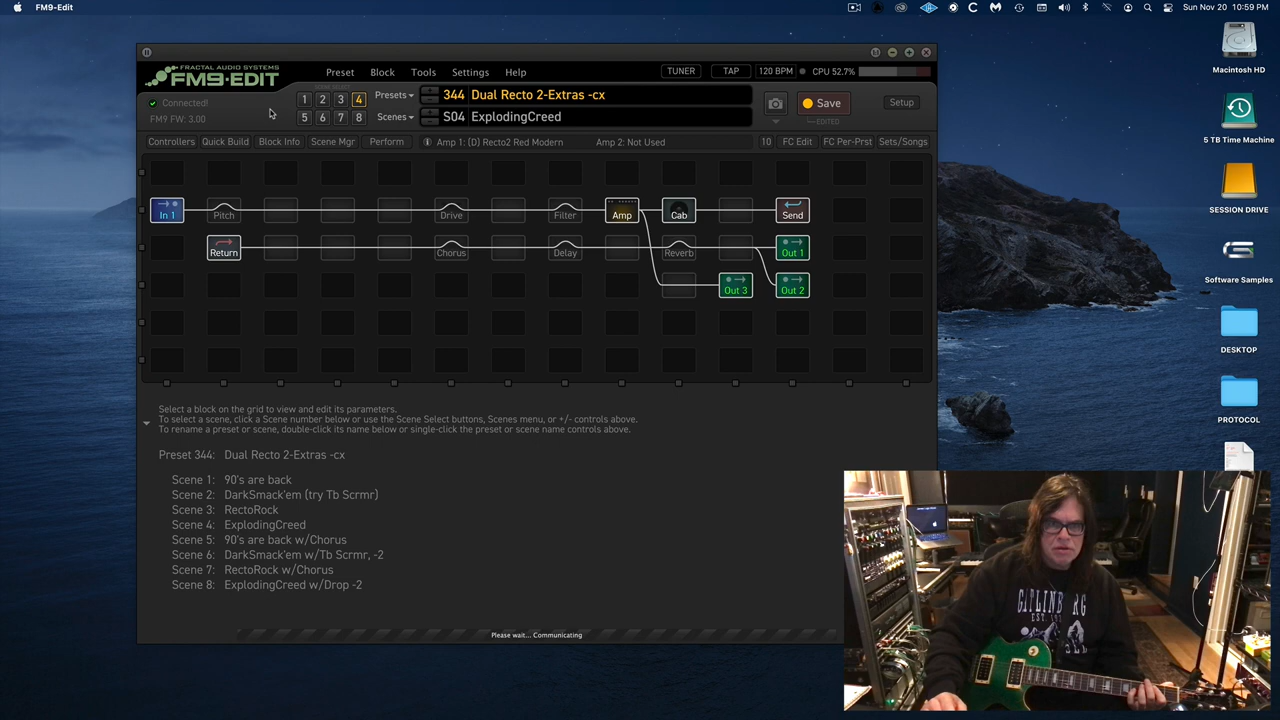 FM9-Edit
Sun Nov 20 10:59 PM
FRACTAL AUDIO SYSTEMS
FM9-EDIT
Preset Block Tools Settings Help
TUNER TAP 120 BPM CPU 52.7%
Connected!
FM9 FW: 3.00
SCENE SELECT
1 2 3 4
5 6 7 8
Presets
344 Dual Recto 2-Extras -cx
Scenes
S04 ExplodingCreed
Save
EDITED
Setup
Controllers Quick Build Block Info Scene Mgr Perform
Amp 1: (D) Recto2 Red Modern Amp 2: Not Used
10 FC Edit FC Per-Prst Sets/Songs
In 1 Pitch Drive Filter Amp Cab Send
Return Chorus Delay Reverb Out 1
Out 3 Out 2
Select a block on the grid to view and edit its parameters.
To select a scene, click a Scene number below or use the Scene Select buttons, Scenes menu, or +/- controls above.
To rename a preset or scene, double-click its name below or single-click the preset or scene name controls above.
Preset 344: Dual Recto 2-Extras -cx
Scene 1: 90's are back
Scene 2: DarkSmack'em (try Tb Scrmr)
Scene 3: RectoRock
Scene 4: ExplodingCreed
Scene 5: 90's are back w/Chorus
Scene 6: DarkSmack'em w/Tb Scrmr, -2
Scene 7: RectoRock w/Chorus
Scene 8: ExplodingCreed w/Drop -2
Please wait... Communicating
Macintosh HD
5 TB Time Machine
SESSION DRIVE
Software Samples
DESKTOP
PROTOCOL
GATLINBURG